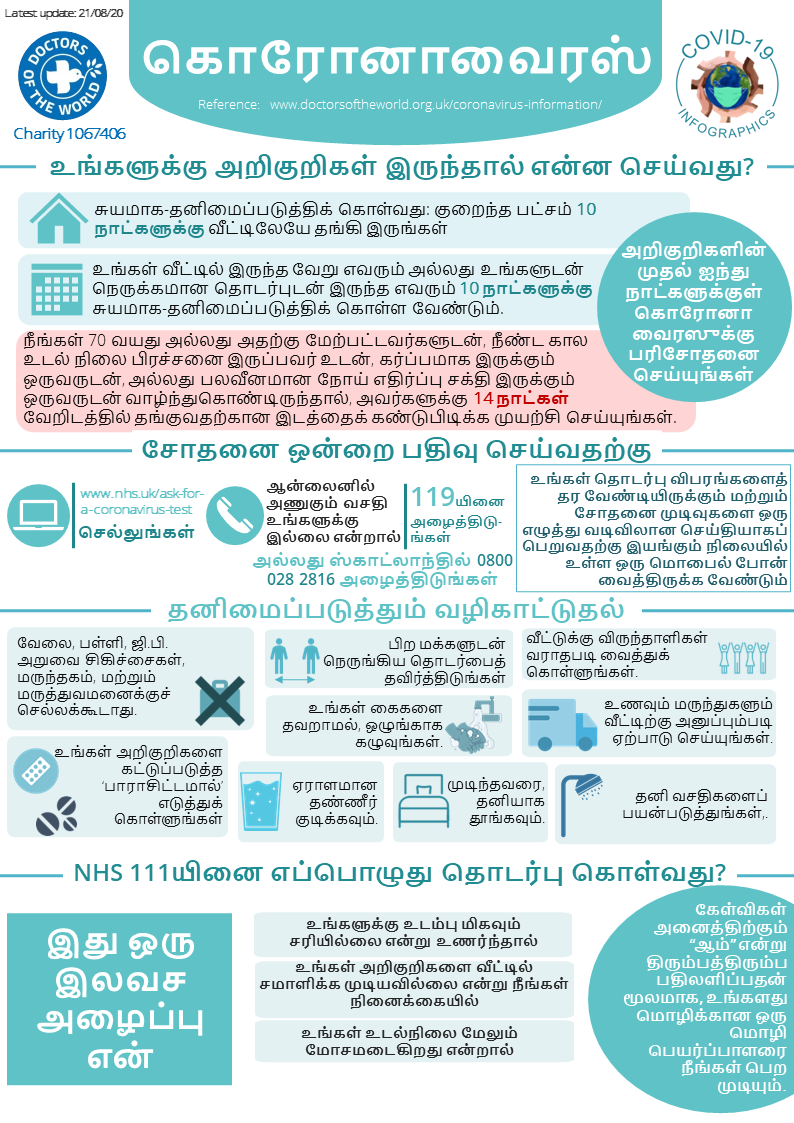 Latest update: 21/08/20
DOCTORS OF THE WORLD
Charity 1067406
கொரோனாவைரஸ்
Reference: www.doctorsoftheworld.org.uk/coronavirus-information/
COVID-19
INFOGRAPHICS
உங்களுக்கு அறிகுறிகள் இருந்தால் என்ன செய்வது?
சுயமாக-தனிமைப்படுத்திக் கொள்வது: குறைந்த பட்சம் 10
நாட்களுக்கு வீட்டிலேயே தங்கி இருங்கள்
உங்கள் வீட்டில் இருந்த வேறு எவரும் அல்லது உங்களுடன்
நெருக்கமான தொடர்புடன் இருந்த எவரும் 10 நாட்களுக்கு
சுயமாக-தனிமைப்படுத்திக் கொள்ள வேண்டும்.
நீங்கள் 70 வயது அல்லது அதற்கு மேற்பட்டவர்களுடன், நீண்ட கால
உடல் நிலை பிரச்சனை இருப்பவர் உடன், கர்ப்பமாக இருக்கும்
ஒருவருடன், அல்லது பலவீனமான நோய் எதிர்ப்பு சக்தி இருக்கும்
ஒருவருடன் வாழ்ந்துகொண்டிருந்தால், அவர்களுக்கு 14 நாட்கள்
வேறிடத்தில் தங்குவதற்கான இடத்தைக் கண்டுபிடிக்க முயற்சி செய்யுங்கள்.
அறிகுறிகளின்
முதல் ஐந்து
நாட்களுக்குள்
கொரோனா
வைரஸுக்கு
பரிசோதனை
செய்யுங்கள்
சோதனை ஒன்றை பதிவு செய்வதற்கு
www.nhs.uk/ask-for-
a-coronavirus-test
செல்லுங்கள்
ஆன்லைனில்
அணுகும் வசதி
உங்களுக்கு
இல்லை என்றால்
119யினை
அழைத்திடு-
ங்கள்
அல்லது ஸ்காட்லாந்தில் 0800
028 2816 அழைத்திடுங்கள்
உங்கள் தொடர்பு விபரங்களைத்
தர வேண்டியிருக்கும் மற்றும்
சோதனை முடிவுகளை ஒரு
எழுத்து வடிவிலான செய்தியாகப்
பெறுவதற்கு இயங்கும் நிலையில்
உள்ள ஒரு மொபைல் போன்
வைத்திருக்க வேண்டும்
தனிமைப்படுத்தும் வழிகாட்டுதல்
வேலை, பள்ளி, ஜி.பி.
அறுவை சிகிச்சைகள்,
மருந்தகம், மற்றும்
மருத்துவமனைக்குச்
செல்லக்கூடாது.
பிற மக்களுடன்
நெருங்கிய தொடர்பைத்
தவிர்த்திடுங்கள்
வீட்டுக்கு விருந்தாளிகள்
வராதபடி வைத்துக்
கொள்ளுங்கள்.
உங்கள் கைகளை
தவறாமல், ஒழுங்காக
கழுவுங்கள்.
உணவும் மருந்துகளும்
வீட்டிற்கு அனுப்பும்படி
ஏற்பாடு செய்யுங்கள்.
உங்கள் அறிகுறிகளை
கட்டுப்படுத்த
‘பாராசிட்டமால்’
எடுத்துக்
கொள்ளுங்கள்
ஏராளமான
தண்ணீர்
குடிக்கவும்.
முடிந்தவரை,
தனியாக
தூங்கவும்.
தனி வசதிகளைப்
பயன்படுத்துங்கள்,.
NHS 111யினை எப்பொழுது தொடர்பு கொள்வது?
இது ஒரு
இலவச
அழைப்பு
என்
உங்களுக்கு உடம்பு மிகவும்
சரியில்லை என்று உணர்ந்தால்
உங்கள் அறிகுறிகளை வீட்டில்
சமாளிக்க முடியவில்லை என்று நீங்கள்
நினைக்கையில்
உங்கள் உடல்நிலை மேலும்
மோசமடைகிறது என்றால்
கேள்விகள்
அனைத்திற்கும்
“ஆம்” என்று
திரும்பத்திரும்ப
பதிலளிப்பதன்
மூலமாக, உங்களது
மொழிக்கான ஒரு
மொழி
பெயர்ப்பாளரை
நீங்கள் பெற
முடியும்.